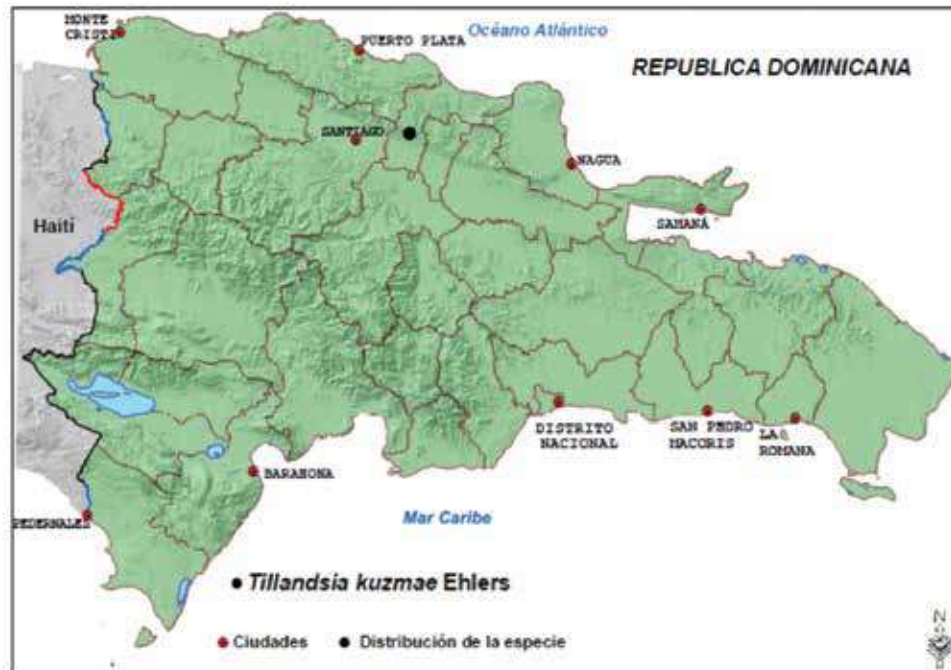 MONTE
CRISTI
PUERTO PLATA
Océano Atlántico
REPUBLICA DOMINICANA
SANTIAGO
NAGUA
SAMANÁ
Haití
DISTRITO
NACIONAL
SAN PEDRO
MACORIS
LA
ROMANA
BARAHONA
PEDERNALES
Mar Caribe
Tillandsia kuzmae Ehlers
Ciudades
Distribución de la especie